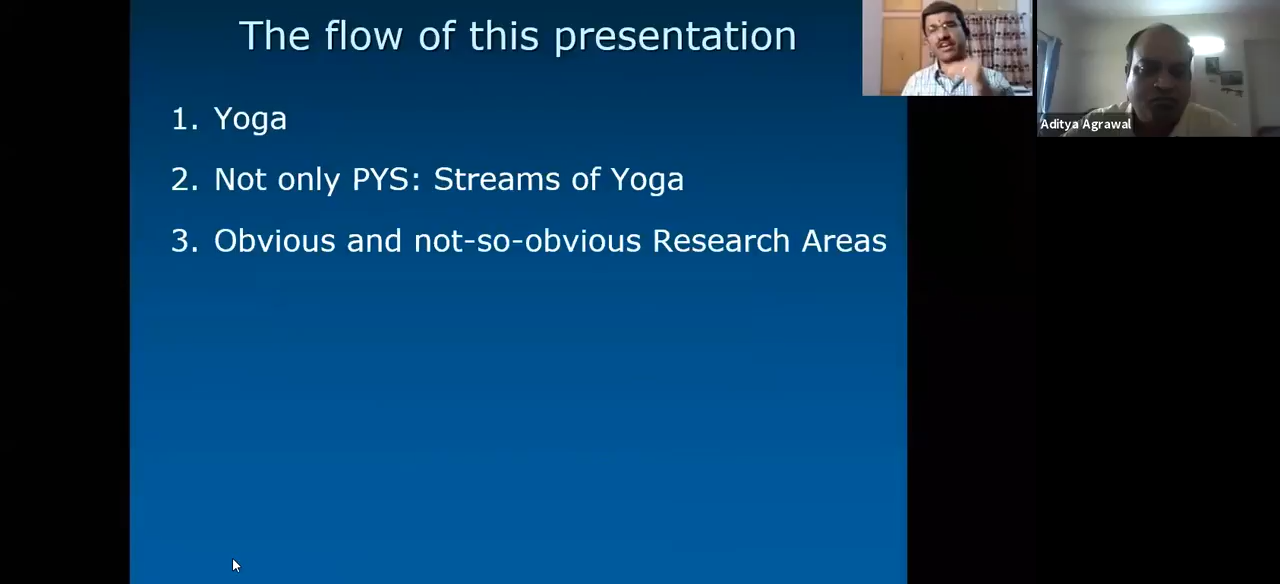 The flow of this presentation
1. Yoga
2. Not only PYS: Streams of Yoga
3. Obvious and not-so-obvious Research Areas
Aditya Agrawal